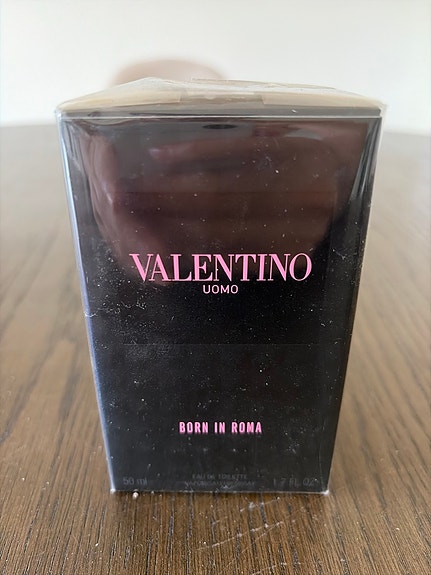 VALENTINO
UOMO
BORN IN ROMA
EAU DE TOILETTE
50 ml 1.7 FL. OZ